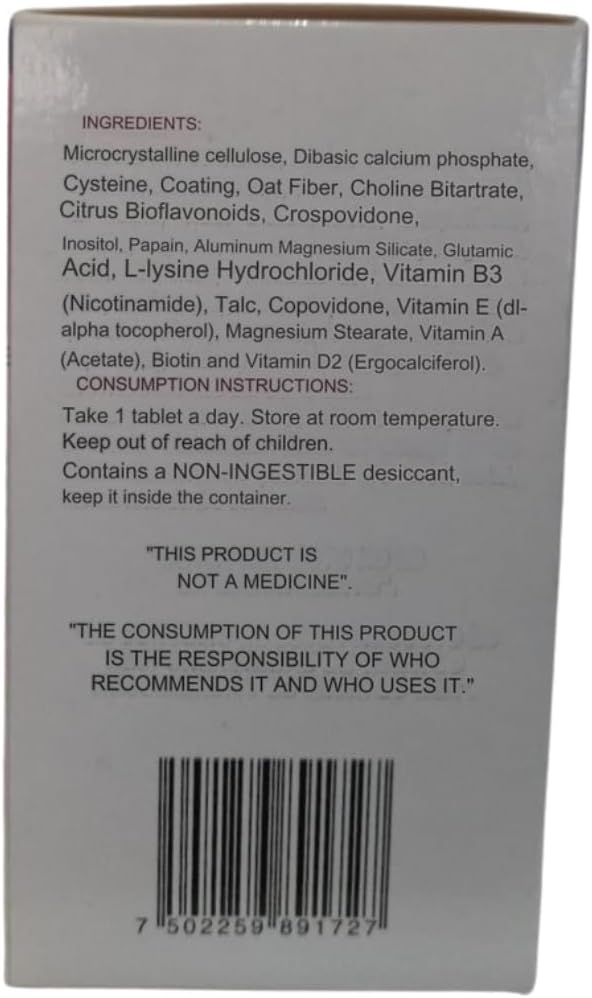 INGREDIENTS:
Microcrystalline cellulose, Dibasic calcium phosphate,
Cysteine, Coating, Oat Fiber, Choline Bitartrate,
Citrus Bioflavonoids, Crospovidone,
Inositol, Papain, Aluminum Magnesium Silicate, Glutamic
Acid, L-lysine Hydrochloride, Vitamin B3
(Nicotinamide), Talc, Copovidone, Vitamin E (dl-
alpha tocopherol), Magnesium Stearate, Vitamin A
(Acetate), Biotin and Vitamin D2 (Ergocalciferol).
CONSUMPTION INSTRUCTIONS:
Take 1 tablet a day. Store at room temperature.
Keep out of reach of children.
Contains a NON-INGESTIBLE desiccant,
keep it inside the container.
"THIS PRODUCT IS
NOT A MEDICINE".
"THE CONSUMPTION OF THIS PRODUCT
IS THE RESPONSIBILITY OF WHO
RECOMMENDS IT AND WHO USES IT."
7 502259 891727